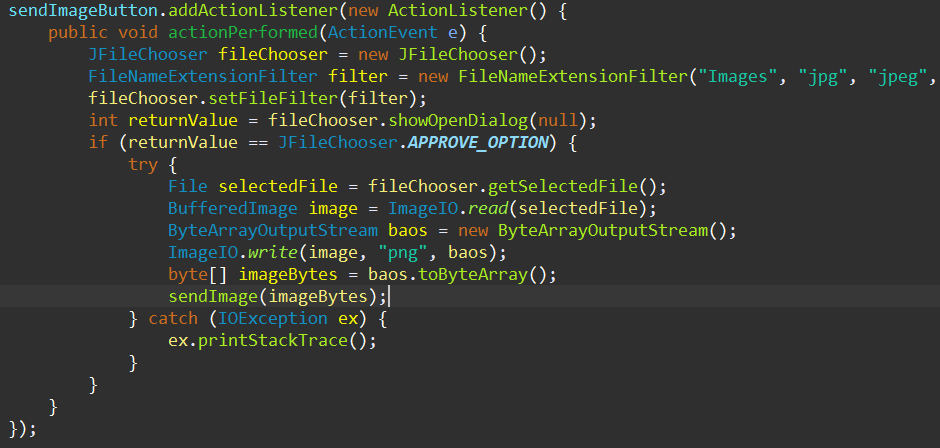 sendImageButton.addActionListener(new ActionListener() {
    public void actionPerformed(ActionEvent e) {
        JFileChooser fileChooser = new JFileChooser();
        FileNameExtensionFilter filter = new FileNameExtensionFilter("Images", "jpg", "jpeg",
        fileChooser.setFileFilter(filter);
        int returnValue = fileChooser.showOpenDialog(null);
        if (returnValue == JFileChooser.APPROVE_OPTION) {
            try {
                File selectedFile = fileChooser.getSelectedFile();
                BufferedImage image = ImageIO.read(selectedFile);
                ByteArrayOutputStream baos = new ByteArrayOutputStream();
                ImageIO.write(image, "png", baos);
                byte[] imageBytes = baos.toByteArray();
                sendImage(imageBytes);
            } catch (IOException ex) {
                ex.printStackTrace();
            }
        }
    }
});